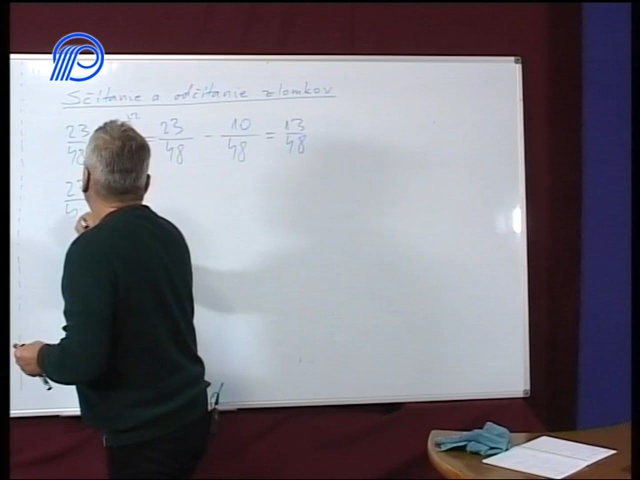 Sčítanie a odčítanie zlomkov
23/48 = 23/48 - 10/48 = 13/48